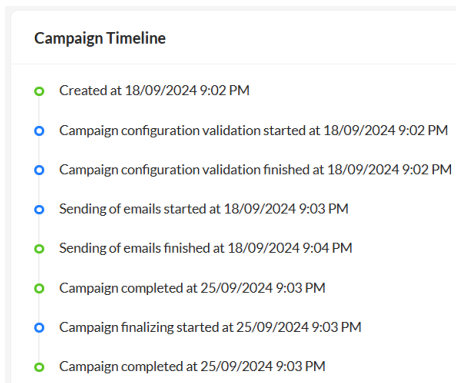 Campaign Timeline
Created at 18/09/2024 9:02 PM
Campaign configuration validation started at 18/09/2024 9:02 PM
Campaign configuration validation finished at 18/09/2024 9:02 PM
Sending of emails started at 18/09/2024 9:03 PM
Sending of emails finished at 18/09/2024 9:04 PM
Campaign completed at 25/09/2024 9:03 PM
Campaign finalizing started at 25/09/2024 9:03 PM
Campaign completed at 25/09/2024 9:03 PM